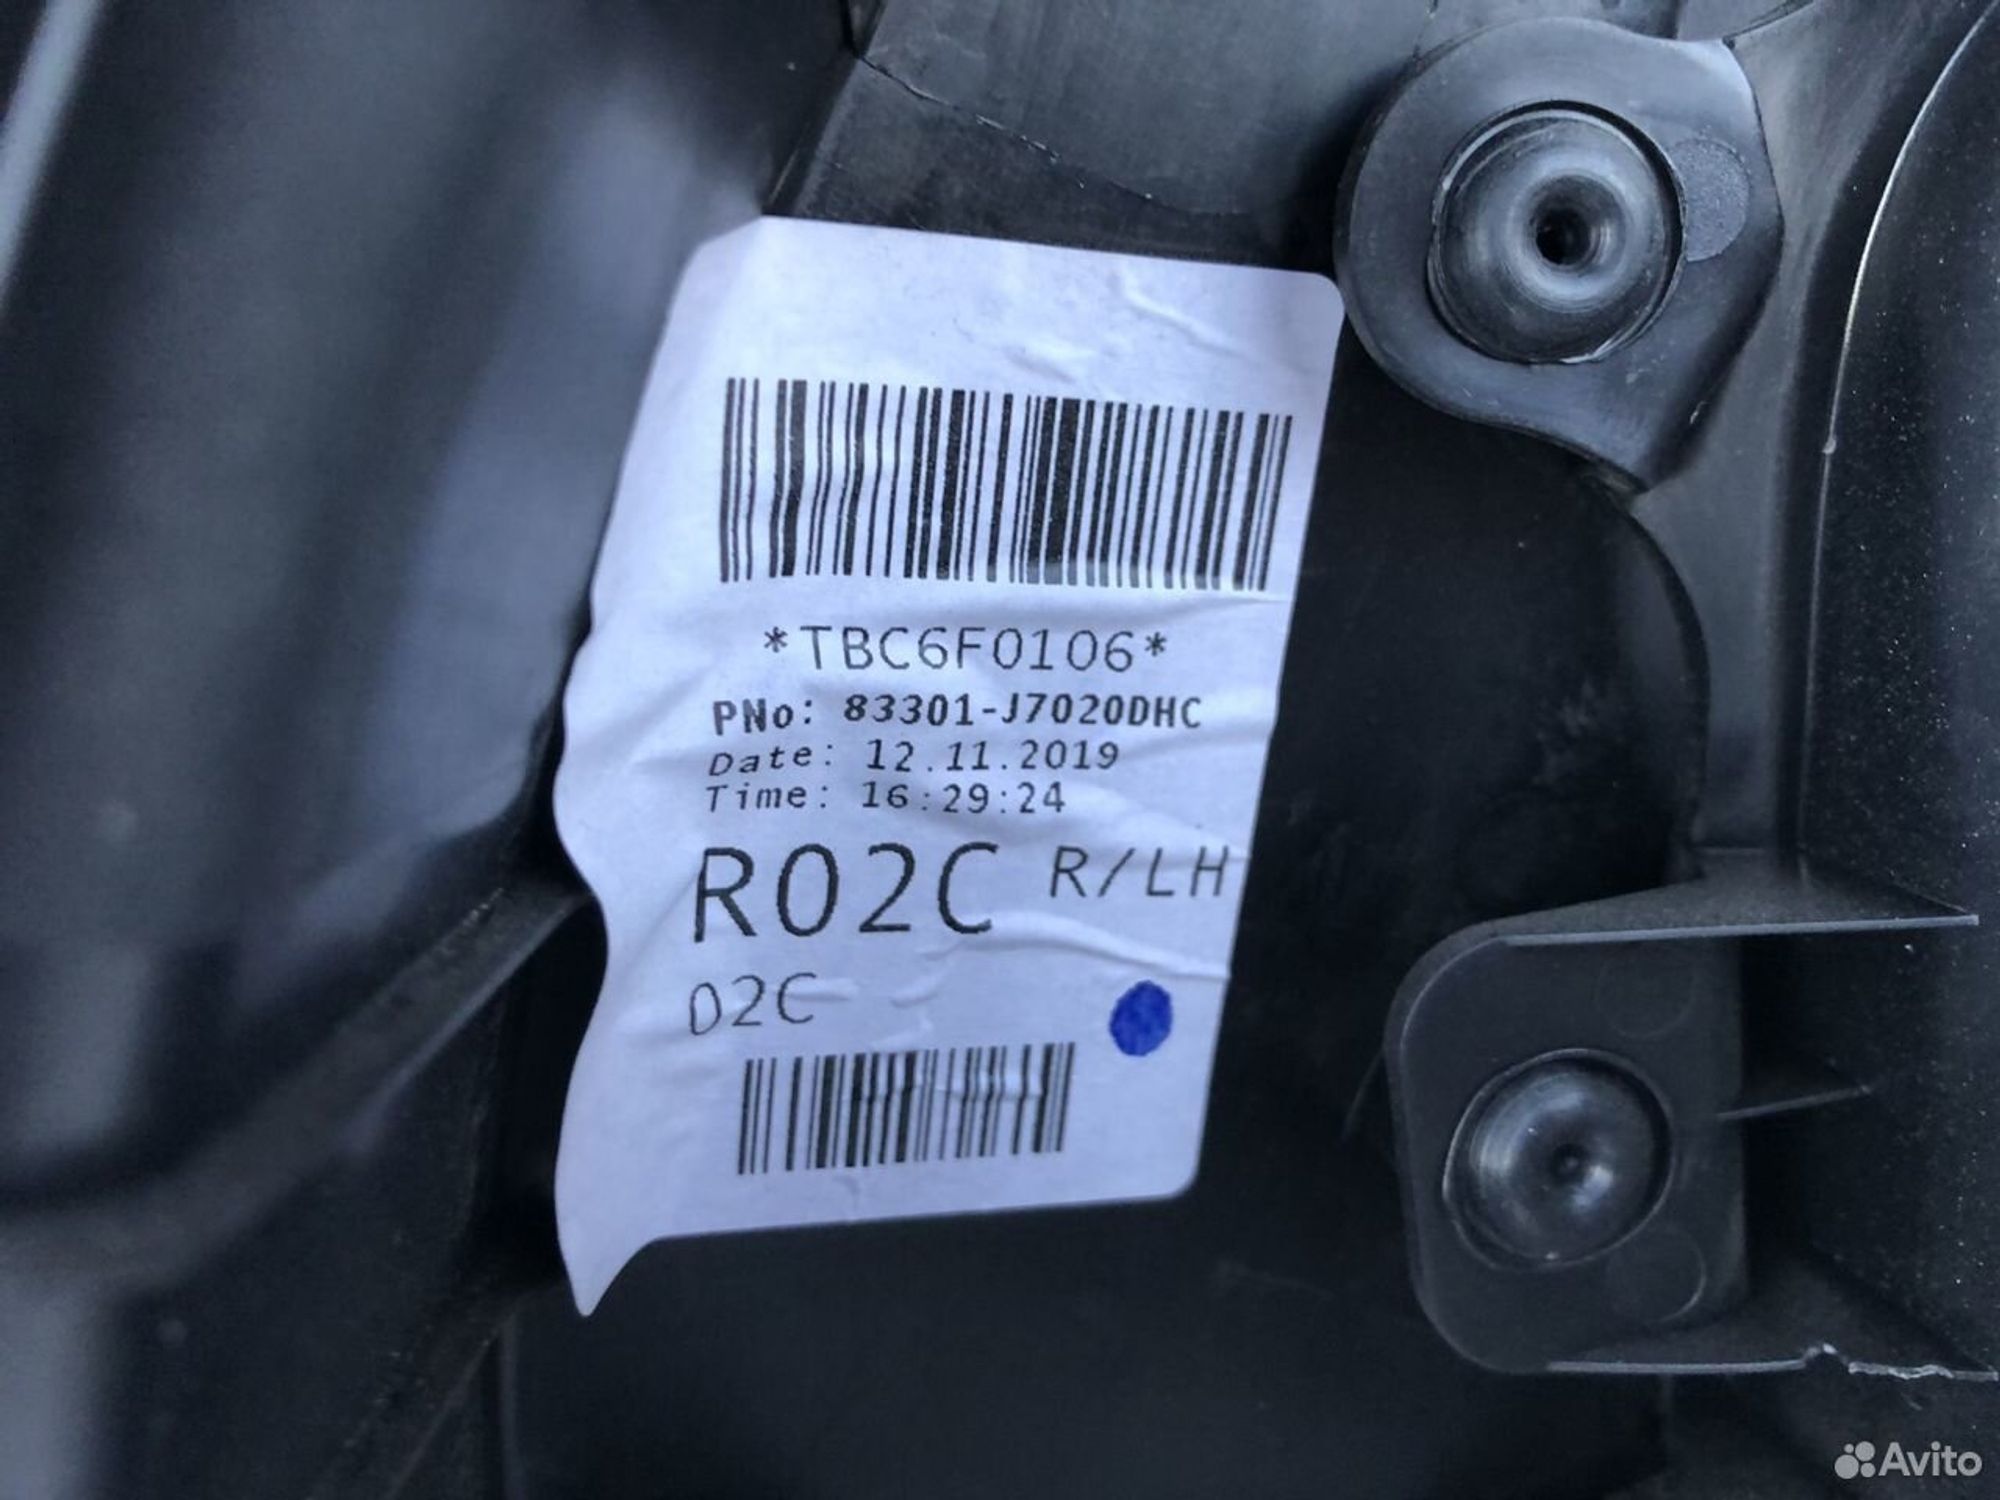 *TBC6F0106*
PNo: 83301-J7020DHC
Date: 12.11.2019
Time: 16:29:24
R02C R/LH
02C
Avito